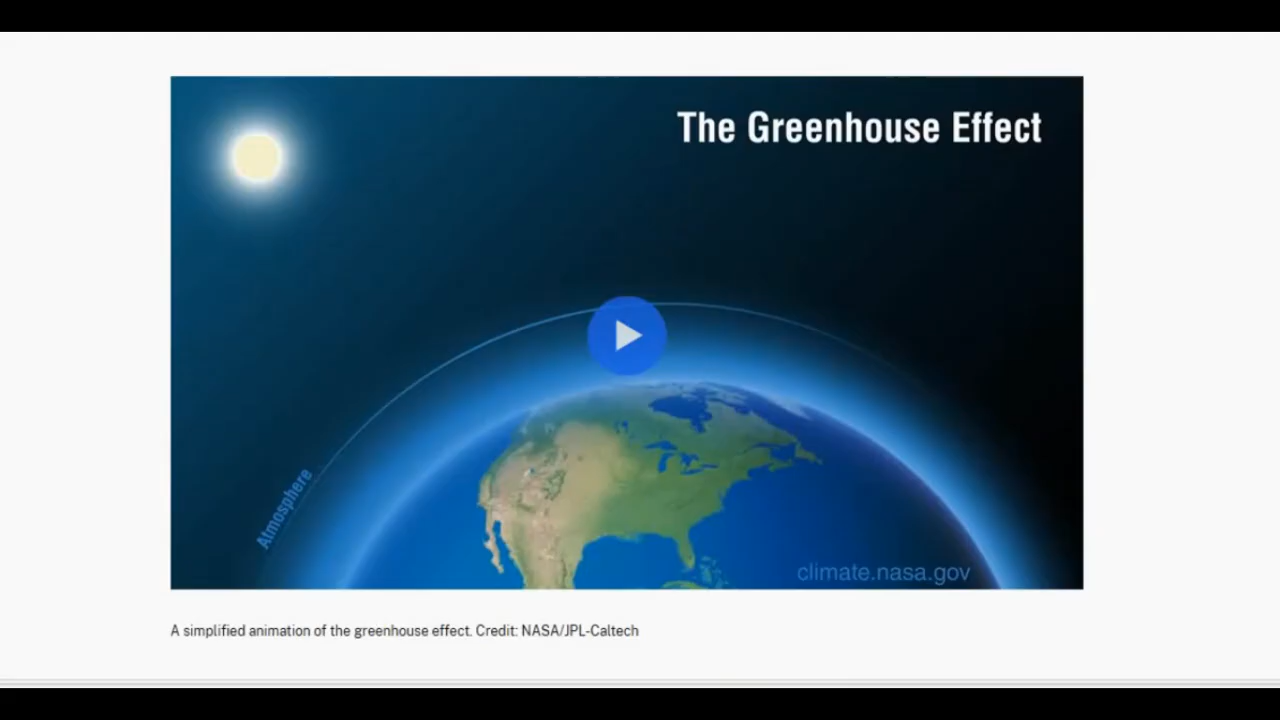 The Greenhouse Effect
Atmosphere
climate.nasa.gov
A simplified animation of the greenhouse effect. Credit: NASA/JPL-Caltech